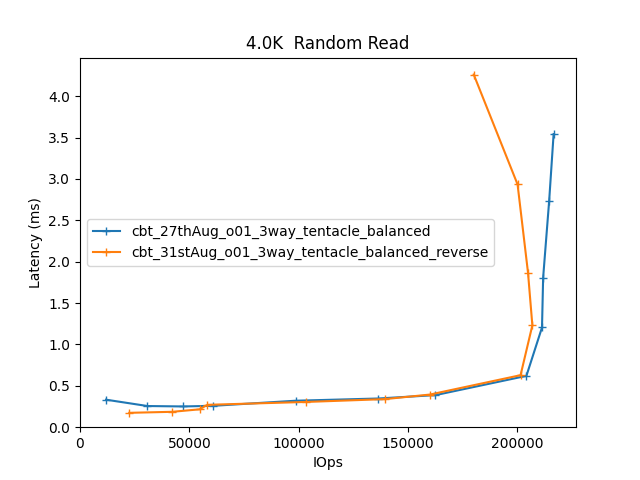 4.0K  Random Read
Latency (ms)
4.0
3.5
3.0
2.5
2.0
1.5
1.0
0.5
0.0
cbt_27thAug_o01_3way_tentacle_balanced
cbt_31stAug_o01_3way_tentacle_balanced_reverse
0 50000 100000 150000 200000
IOps